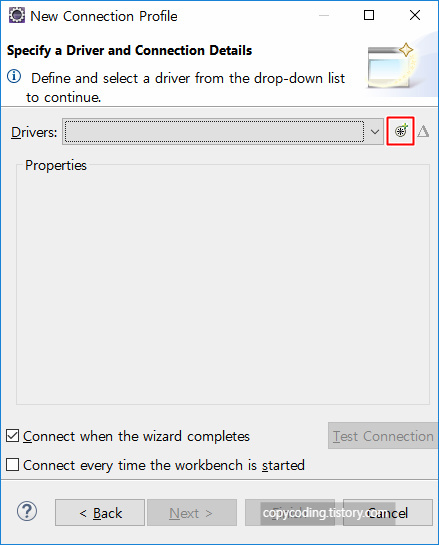 New Connection Profile
Specify a Driver and Connection Details
Define and select a driver from the drop-down list
to continue.
Drivers:
Properties
Connect when the wizard completes
Test Connection
Connect every time the workbench is started
< Back
Next >
copycoding.tistory.com
Cancel